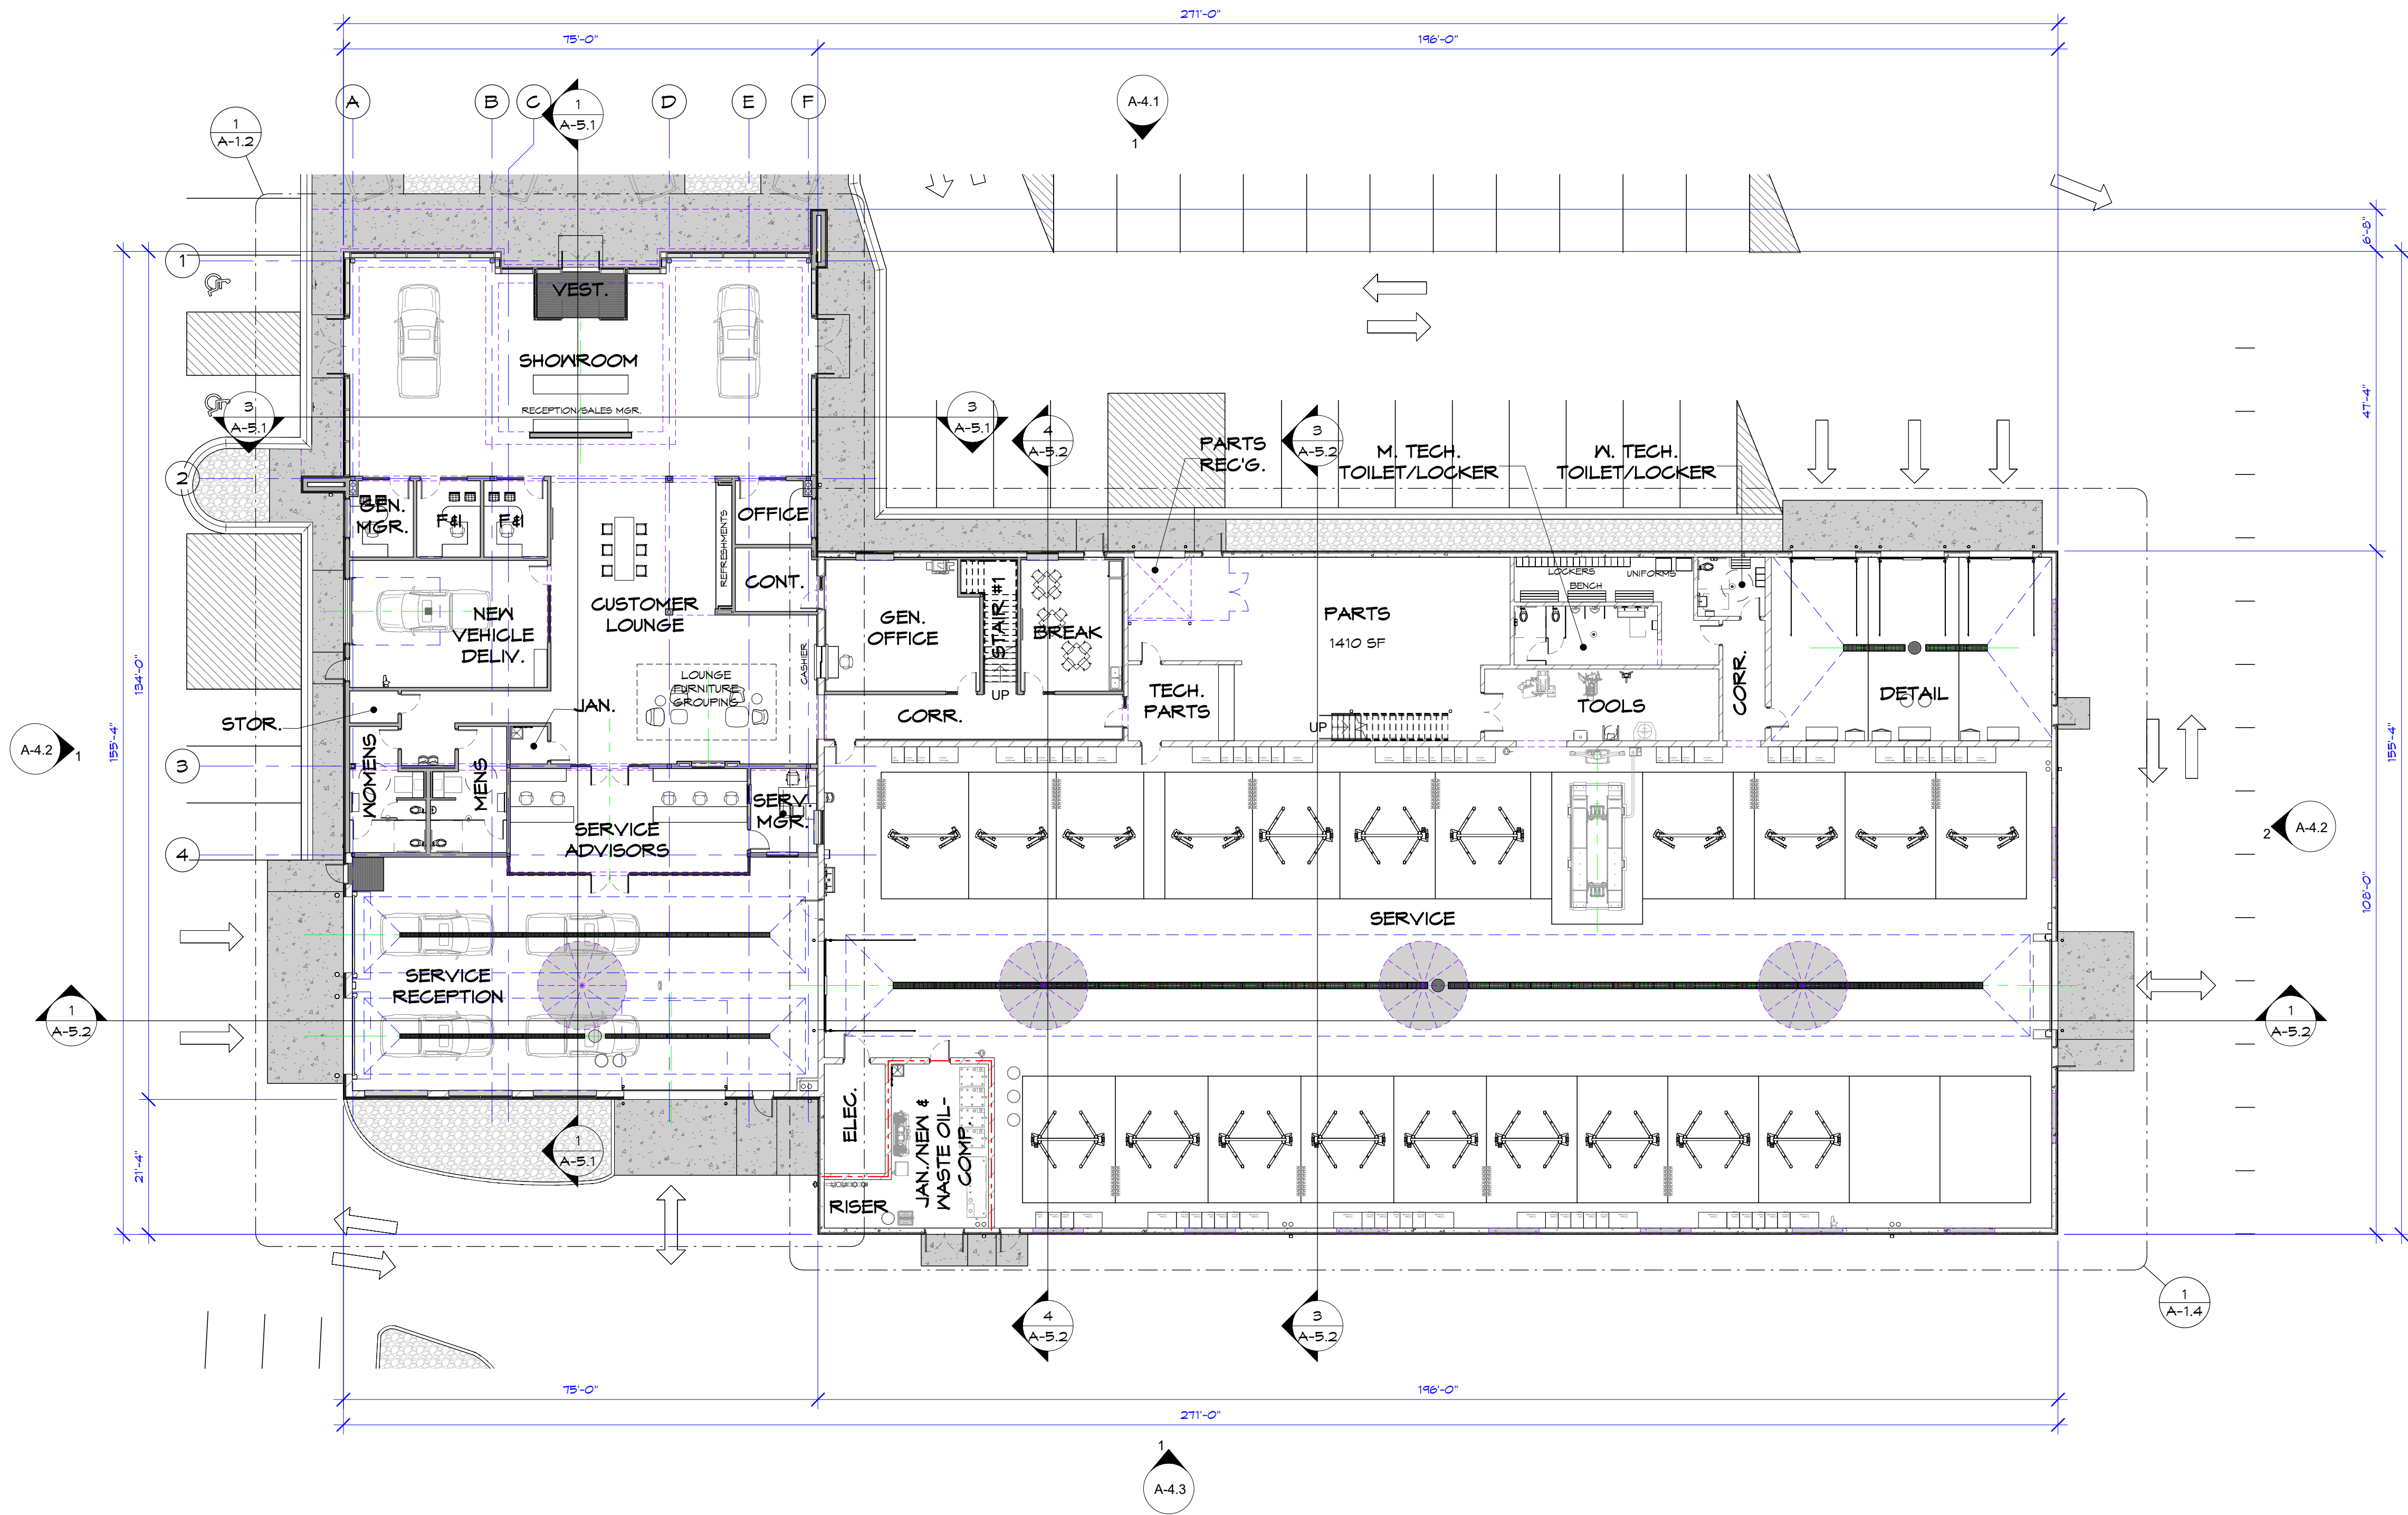 271'-0"
75'-0"
196'-0"
A
B
C
D
E
F
1
A-5.1
A-4.1
1
1
A-1.2
6'-8"
1
VEST.
SHOWROOM
RECEPTION/SALES MGR.
47'-4"
3
A-5.1
3
A-5.1
4
A-5.2
3
A-5.2
PARTS
REC'G.
M. TECH.
TOILET/LOCKER
W. TECH.
TOILET/LOCKER
2
GEN.
MGR.
F&I
F&I
OFFICE
REFRESHMENTS
CONT.
LOCKERS
BENCH
UNIFORMS
NEW
VEHICLE
DELIV.
CUSTOMER
LOUNGE
GEN.
OFFICE
STAIR #1
UP
BREAK
PARTS
1410 SF
CASHIER
LOUNGE
FURNITURE
GROUPING
134'-0"
155'-4"
STOR.
JAN.
CORR.
TECH.
PARTS
UP
TOOLS
CORR.
DETAIL
A-4.2
1
155'-4"
3
WOMENS
MENS
SERV.
MGR.
SERVICE
ADVISORS
4
2
A-4.2
108'-0"
SERVICE
SERVICE
RECEPTION
1
A-5.2
1
A-5.2
ELEC.
JAN./NEW &
WASTE OIL-
COMP.
RISER
21'-4"
1
A-5.1
4
A-5.2
3
A-5.2
1
A-1.4
75'-0"
196'-0"
271'-0"
1
A-4.3